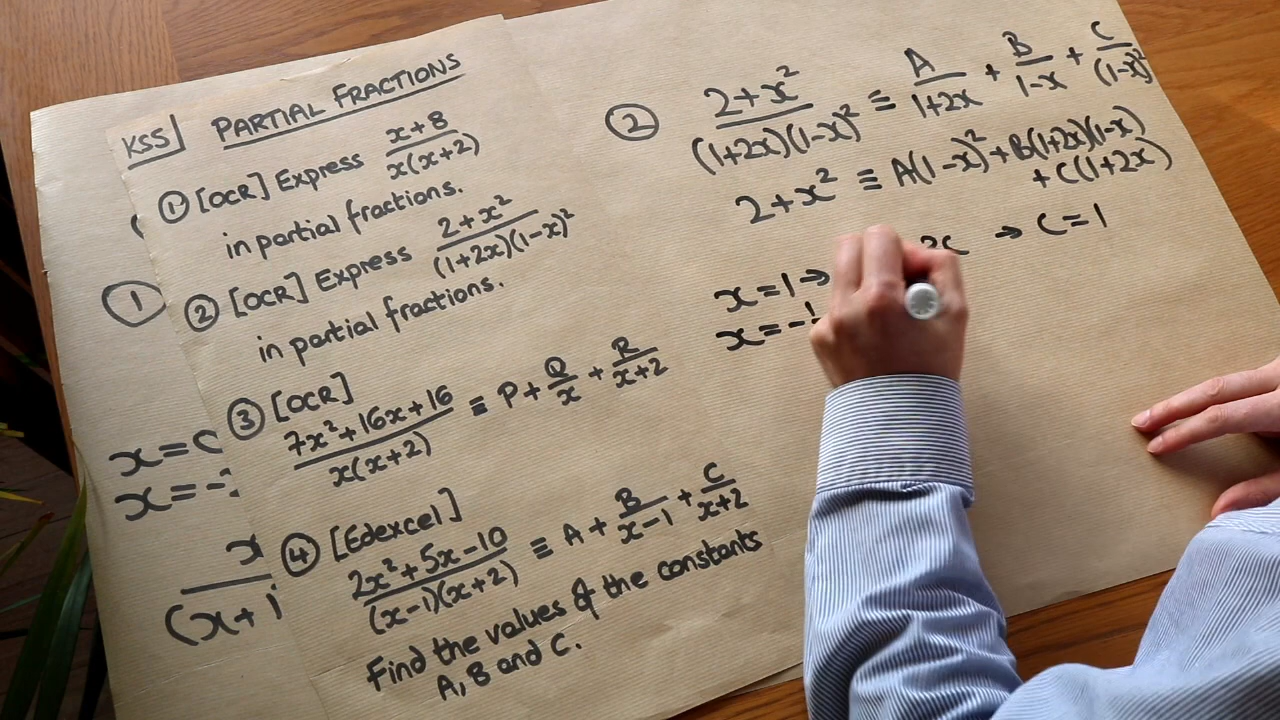 KSS PARTIAL FRACTIONS
① [OCR] Express x+8/x(x+2)
in partial fractions.
② [OCR] Express 2+x²/(1+2x)(1-x)²
in partial fractions.
③ [OCR]
7x²+16x+16/x(x+2) ≡ P + Q/x + R/x+2
④ [Edexcel]
2x²+5x-10/(x-1)(x+2) ≡ A + B/x-1 + C/x+2
Find the values of the constants
A, B and C.
①
x=
x=-
x
(x+1
② 2+x²/(1+2x)(1-x)² ≡ A/1+2x + B/1-x + C/(1-x)²
2+x² ≡ A(1-x)² + B(1+2x)(1-x)
+ C(1+2x)
x=1 → 3C → C=1
x=-